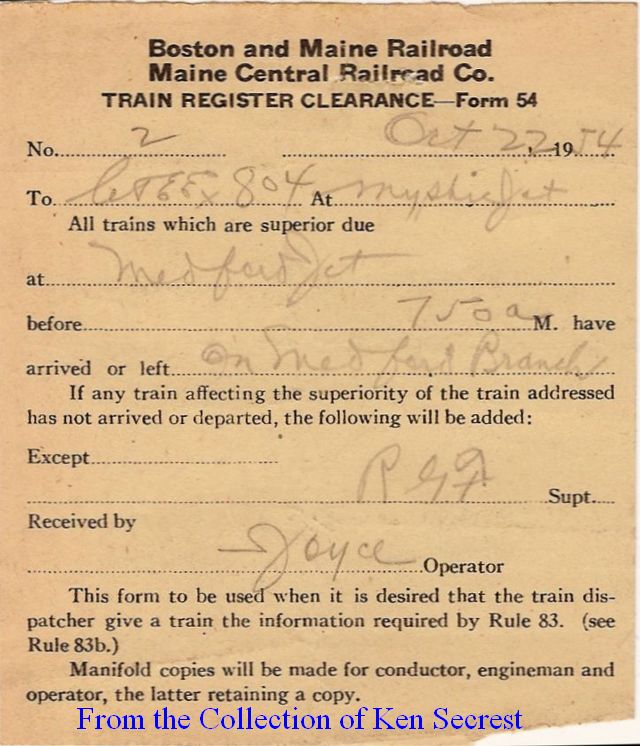 Boston and Maine Railroad
Maine Central Railroad Co.
TRAIN REGISTER CLEARANCE—Form 54
No. 2 Oct 22, 1954
To C&E Ex 804 At Mystic Jct
All trains which are superior due
at Medford Jct
before 750 a M. have
arrived or left on Medford Branch
If any train affecting the superiority of the train addressed
has not arrived or departed, the following will be added:
Except
R G F Supt.
Received by
Joyce Operator
This form to be used when it is desired that the train dis-
patcher give a train the information required by Rule 83. (see
Rule 83b.)
Manifold copies will be made for conductor, engineman and
operator, the latter retaining a copy.
From the Collection of Ken Secrest